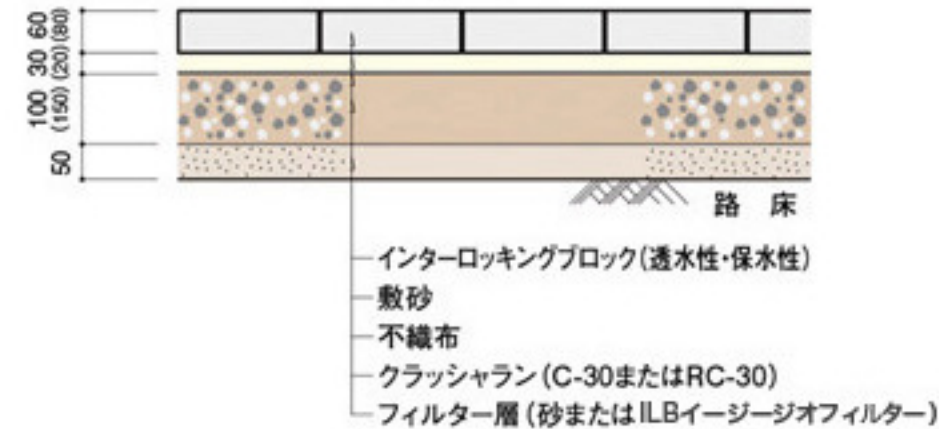 60
(80)
30
(20)
100
(150)
50
路 床
インターロッキングブロック(透水性・保水性)
敷砂
不織布
クラッシャラン(C-30またはRC-30)
フィルター層(砂またはILBイージージオフィルター)